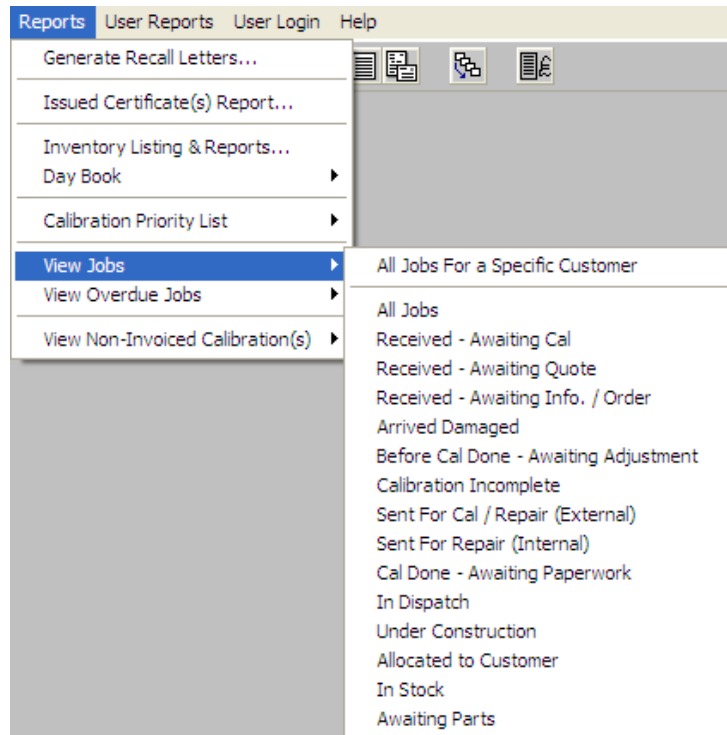 Reports User Reports User Login Help
Generate Recall Letters...
Issued Certificate(s) Report...
Inventory Listing & Reports...
Day Book
Calibration Priority List
View Jobs
View Overdue Jobs
View Non-Invoiced Calibration(s)
All Jobs For a Specific Customer
All Jobs
Received - Awaiting Cal
Received - Awaiting Quote
Received - Awaiting Info. / Order
Arrived Damaged
Before Cal Done - Awaiting Adjustment
Calibration Incomplete
Sent For Cal / Repair (External)
Sent For Repair (Internal)
Cal Done - Awaiting Paperwork
In Dispatch
Under Construction
Allocated to Customer
In Stock
Awaiting Parts